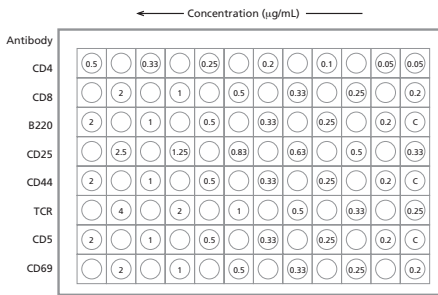 Concentration (µg/mL)
Antibody
CD4 0.5 0.33 0.25 0.2 0.1 0.05 0.05
CD8 2 1 0.5 0.33 0.25 0.2
B220 2 1 0.5 0.33 0.25 0.2 C
CD25 2.5 1.25 0.83 0.63 0.5 0.33
CD44 2 1 0.5 0.33 0.25 0.2 C
TCR 4 2 1 0.5 0.33 0.25
CD5 2 1 0.5 0.33 0.25 0.2 C
CD69 2 1 0.5 0.33 0.25 0.2